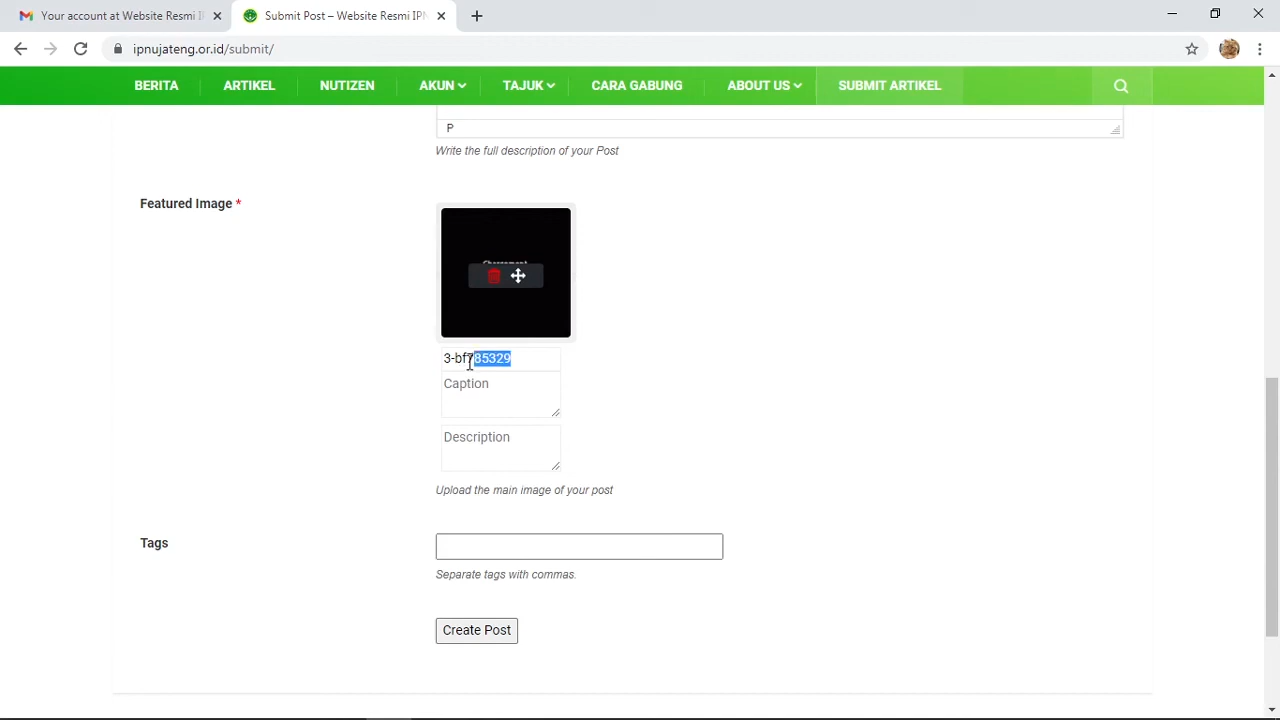 Your account at Website Resmi I
Submit Post – Website Resmi IPN
ipnujateng.or.id/submit/
BERITA ARTIKEL NUTIZEN AKUN TAJUK CARA GABUNG ABOUT US SUBMIT ARTIKEL
P
Write the full description of your Post
Featured Image *
3-bf785329
Caption
Description
Upload the main image of your post
Tags
Separate tags with commas.
Create Post